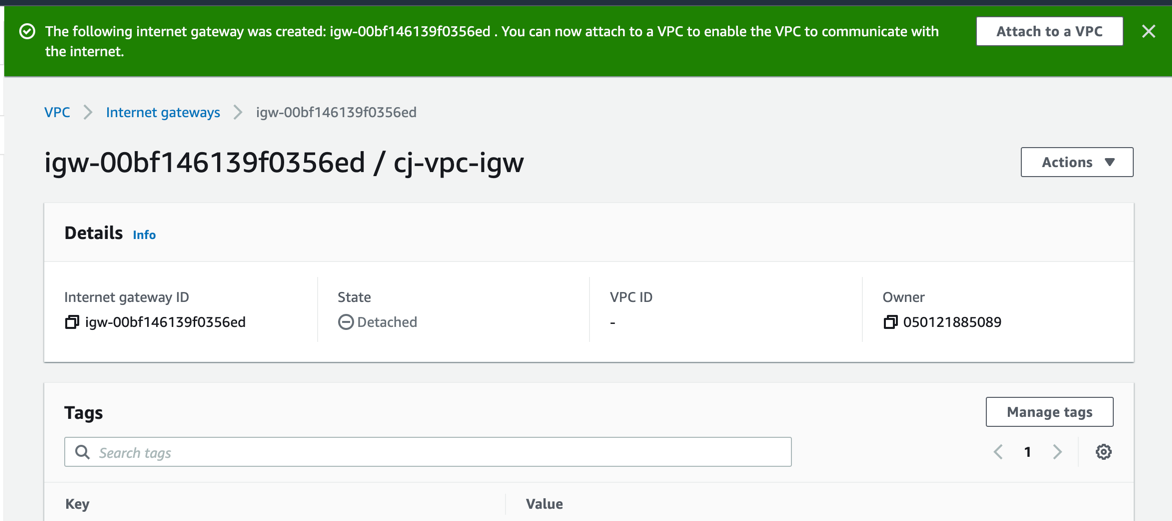 The following internet gateway was created: igw-00bf146139f0356ed . You can now attach to a VPC to enable the VPC to communicate with
the internet.
Attach to a VPC
VPC
Internet gateways
igw-00bf146139f0356ed
igw-00bf146139f0356ed / cj-vpc-igw
Actions
Details
Info
Internet gateway ID
igw-00bf146139f0356ed
State
Detached
VPC ID
-
Owner
050121885089
Tags
Manage tags
Search tags
1
Key
Value